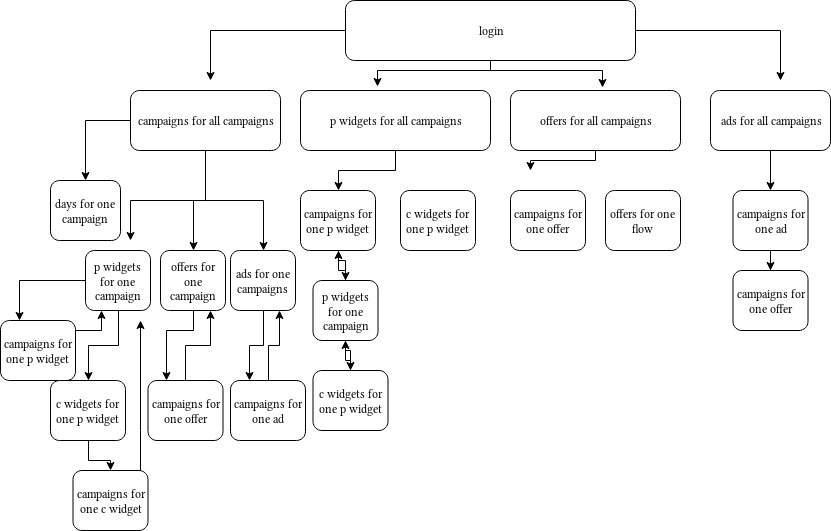 login
campaigns for all campaigns
p widgets for all campaigns
offers for all campaigns
ads for all campaigns
days for one
campaign
campaigns for
one p widget
c widgets for
one p widget
campaigns for
one offer
offers for one
flow
campaigns for
one ad
p widgets
for one
campaign
offers for
one
campaign
ads for one
campaigns
p widgets
for one
campaign
campaigns for
one offer
campaigns for
one p widget
c widgets for
one p widget
campaigns for
one offer
campaigns for
one ad
c widgets for
one p widget
campaigns for
one c widget